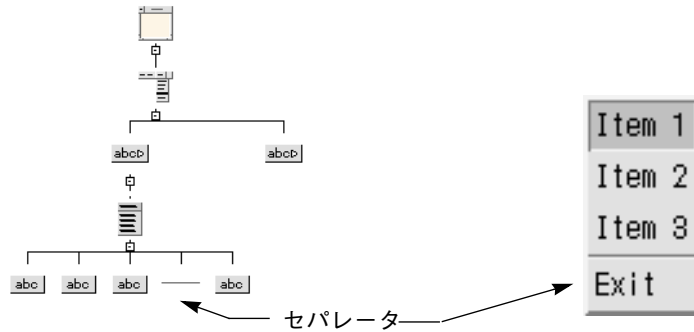 abc▷ abc▷
abc abc abc abc
Item 1
Item 2
Item 3
Exit
セパレータ